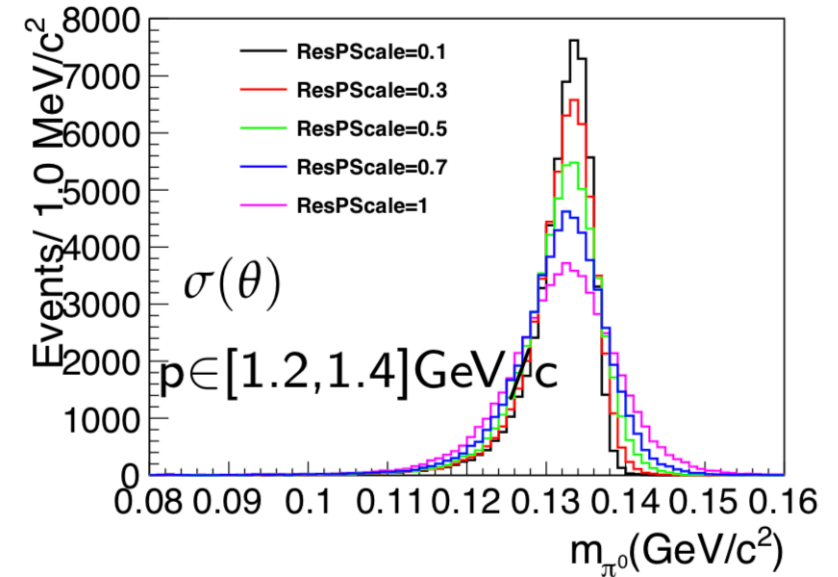 Events/ 1.0 MeV/c²
8000
7000
6000
5000
4000
3000
2000
1000
0
ResPScale=0.1
ResPScale=0.3
ResPScale=0.5
ResPScale=0.7
ResPScale=1
σ(θ)
p∈[1.2,1.4]GeV/c
0.08 0.09 0.1 0.11 0.12 0.13 0.14 0.15 0.16
m_π⁰(GeV/c²)